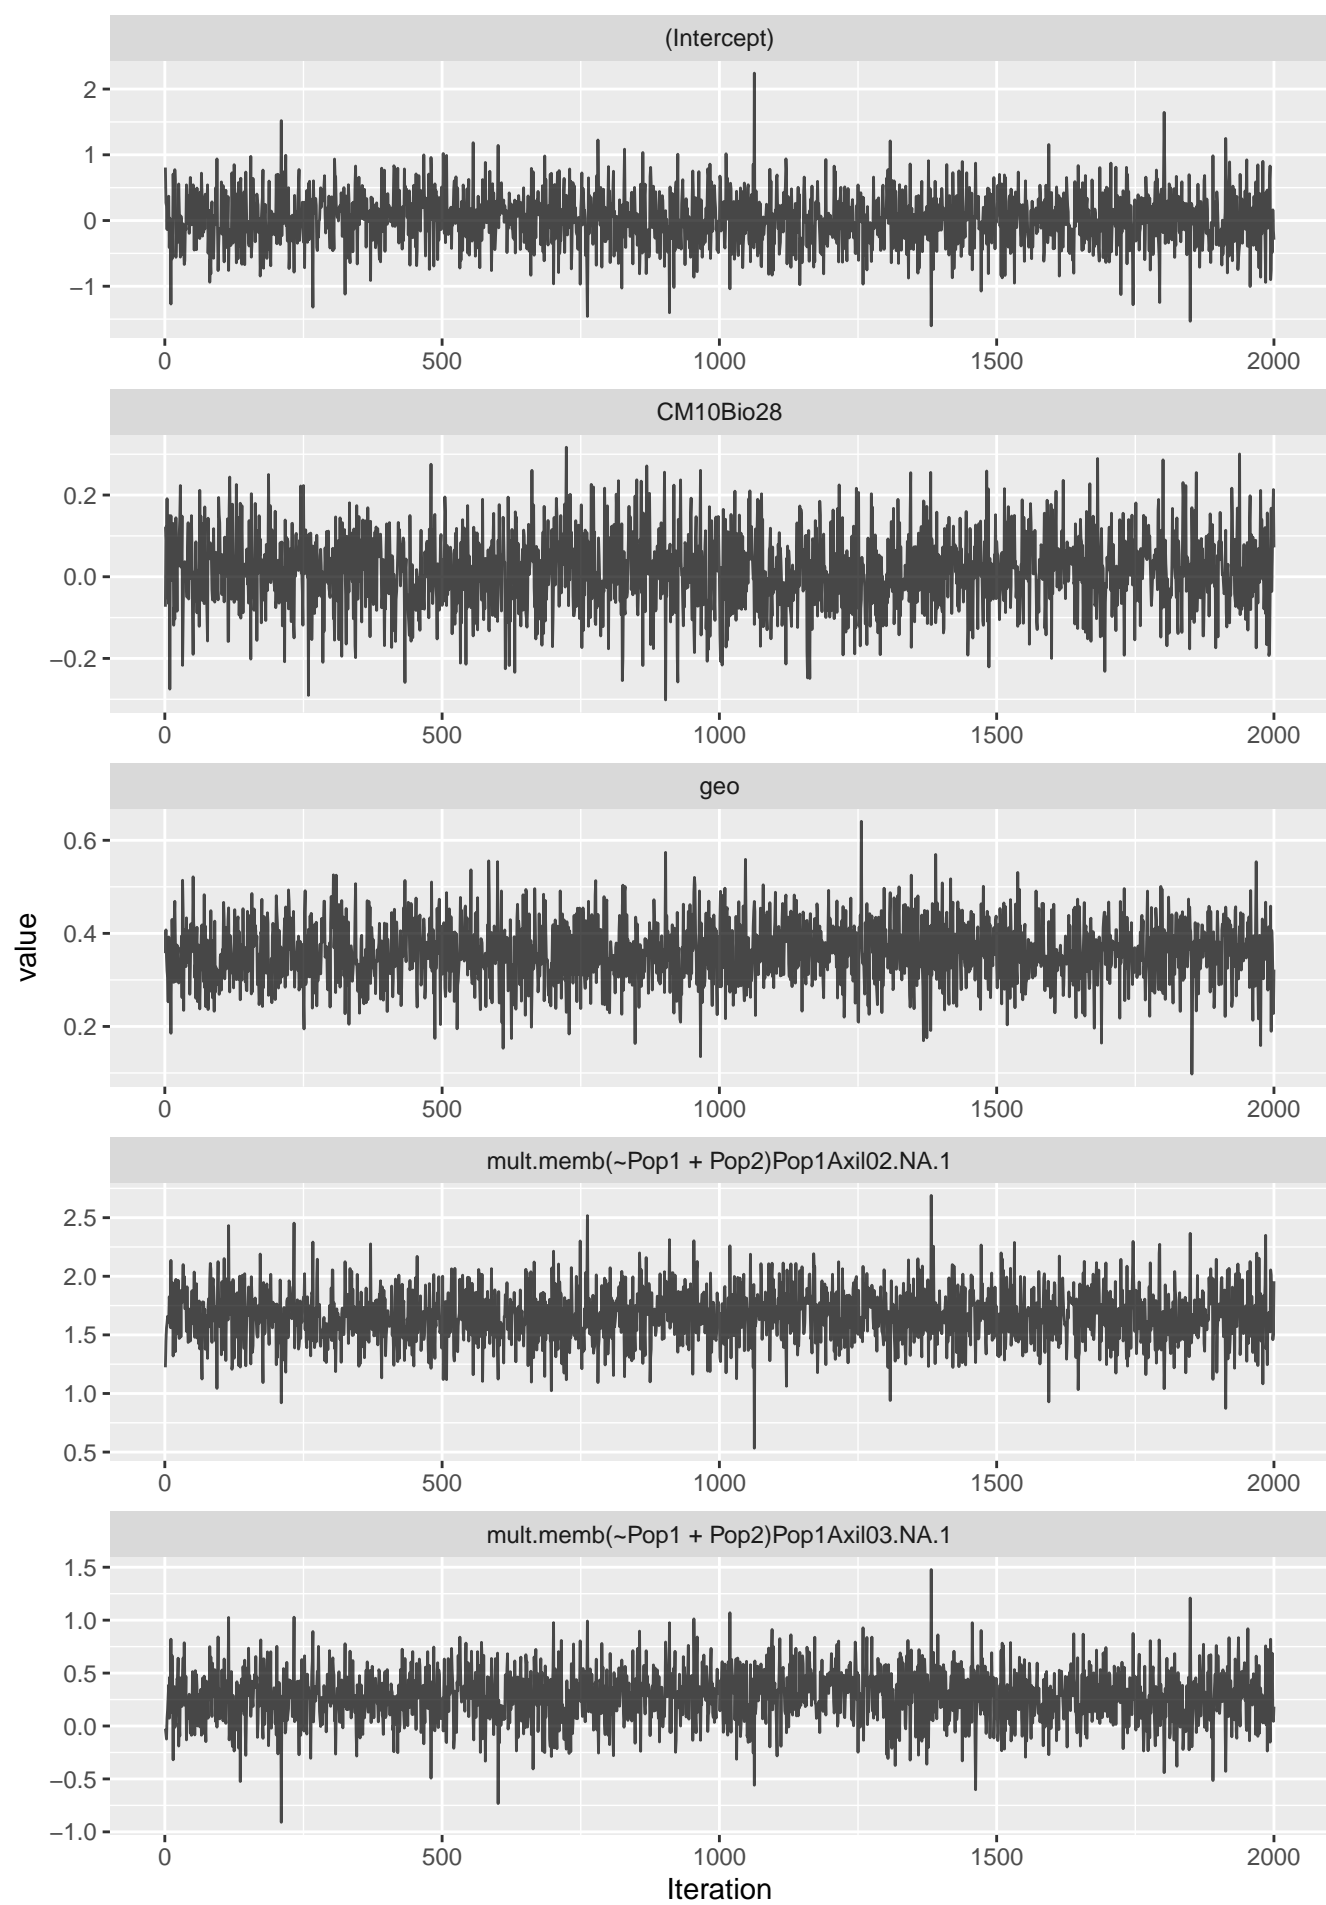 (Intercept)
2
1
0
−1
0 500 1000 1500 2000
CM10Bio28
0.2
0.0
−0.2
0 500 1000 1500 2000
geo
0.6
0.4
0.2
0 500 1000 1500 2000
value
mult.memb(~Pop1 + Pop2)Pop1Axil02.NA.1
2.5
2.0
1.5
1.0
0.5
0 500 1000 1500 2000
mult.memb(~Pop1 + Pop2)Pop1Axil03.NA.1
1.5
1.0
0.5
0.0
−0.5
−1.0
0 500 1000 1500 2000
Iteration